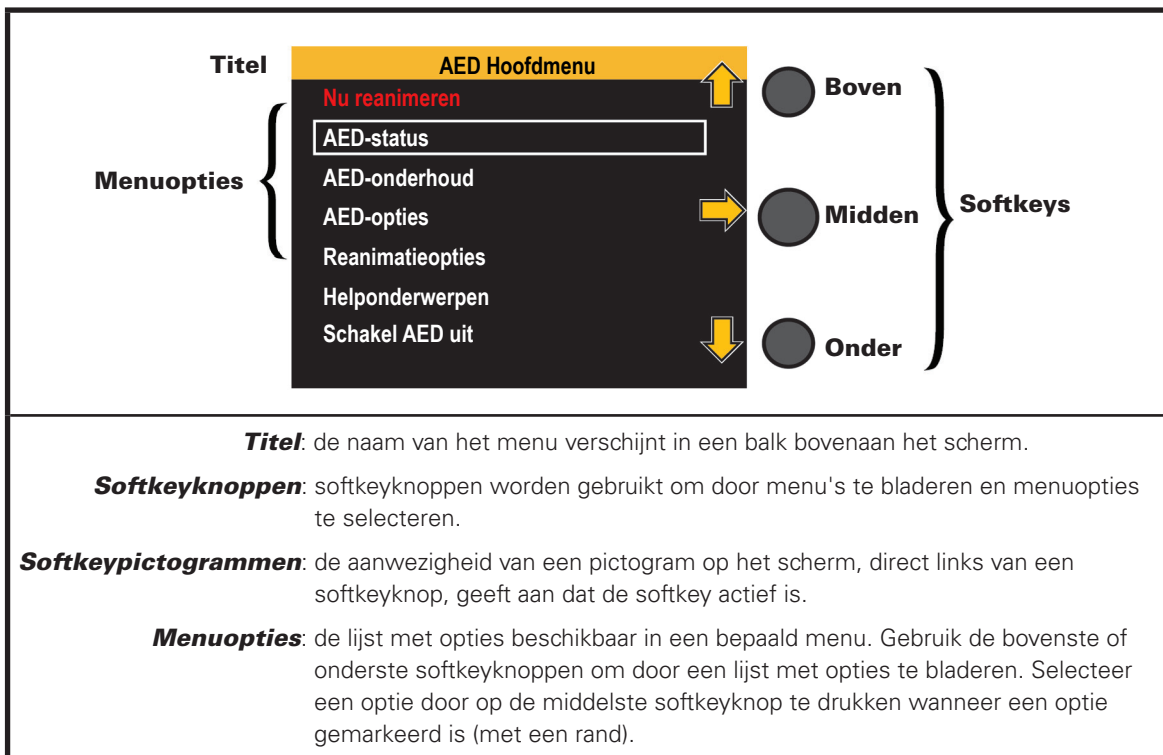 Titel
AED Hoofdmenu
Nu reanimeren
AED-status
AED-onderhoud
AED-opties
Reanimatieopties
Helponderwerpen
Schakel AED uit
Menuopties
Boven
Midden
Onder
Softkeys
Titel: de naam van het menu verschijnt in een balk bovenaan het scherm.
Softkeyknoppen: softkeyknoppen worden gebruikt om door menu's te bladeren en menuopties
te selecteren.
Softkeypictogrammen: de aanwezigheid van een pictogram op het scherm, direct links van een
softkeyknop, geeft aan dat de softkey actief is.
Menuopties: de lijst met opties beschikbaar in een bepaald menu. Gebruik de bovenste of
onderste softkeyknoppen om door een lijst met opties te bladeren. Selecteer
een optie door op de middelste softkeyknop te drukken wanneer een optie
gemarkeerd is (met een rand).